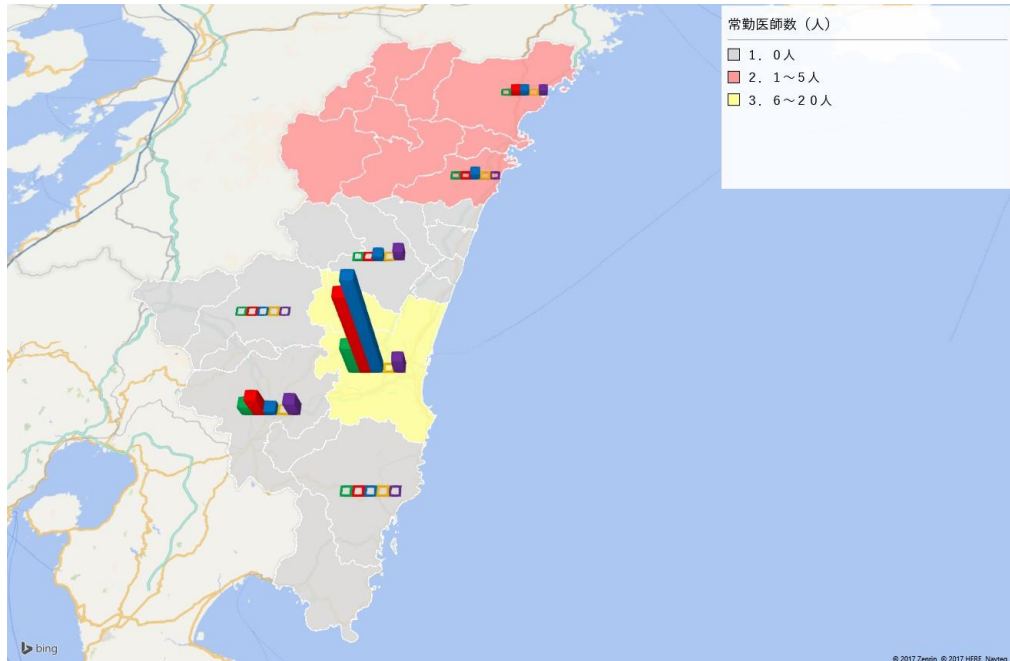 常勤医師数（人）
１．０人
２．１～５人
３．６～２０人
bing
© 2017 Zenrin, © 2017 HERE, Navteq